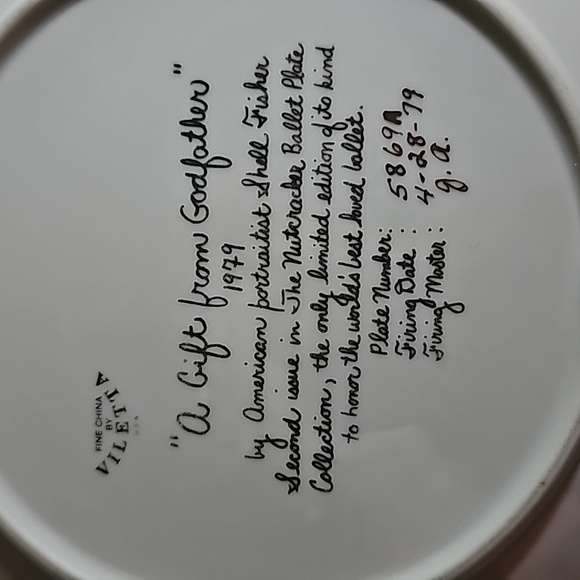 FINE CHINA
BY
VILETTA
U.S.A.
"A Gift from Godfather"
1979
by American portraitist Shell Fisher
Second issue in The Nutcracker Ballet Plate
Collection, the only limited edition of its kind
to honor the world's best loved ballet.
Plate Number: 5869A
Firing Date : 4-28-79
Firing Master: g.a.